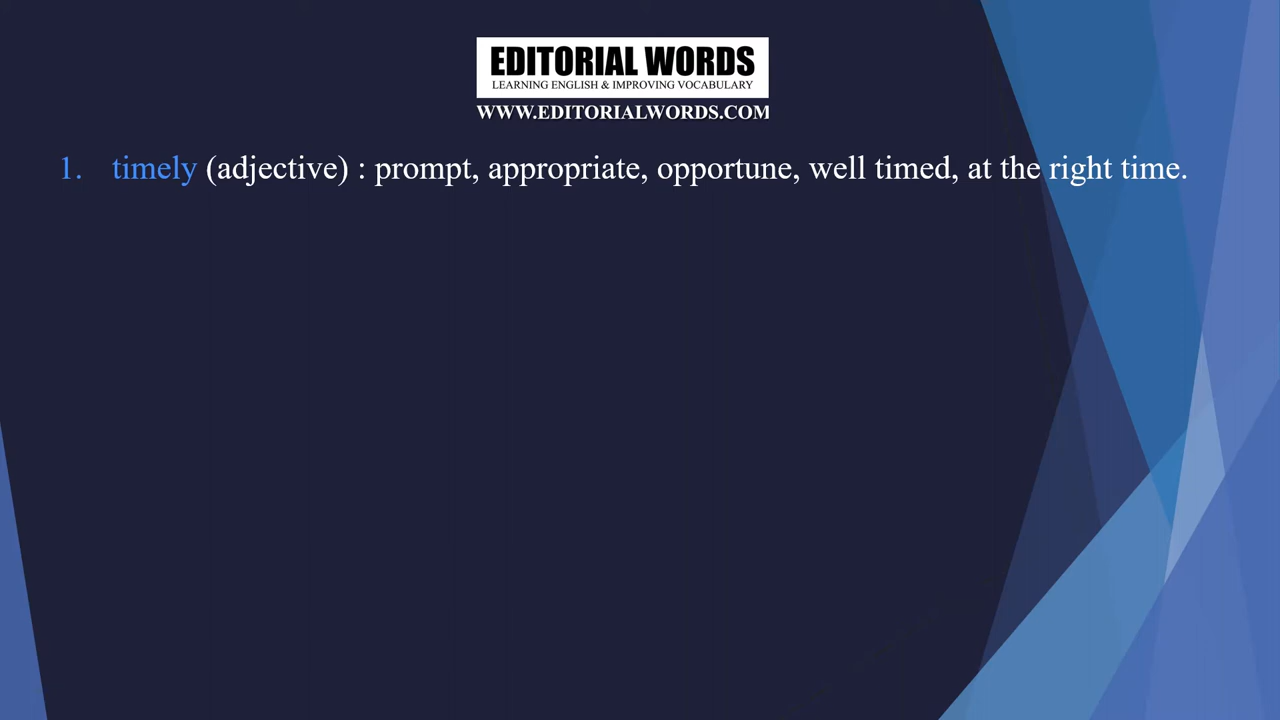 EDITORIAL WORDS
LEARNING ENGLISH & IMPROVING VOCABULARY
WWW.EDITORIALWORDS.COM
1. timely (adjective) : prompt, appropriate, opportune, well timed, at the right time.